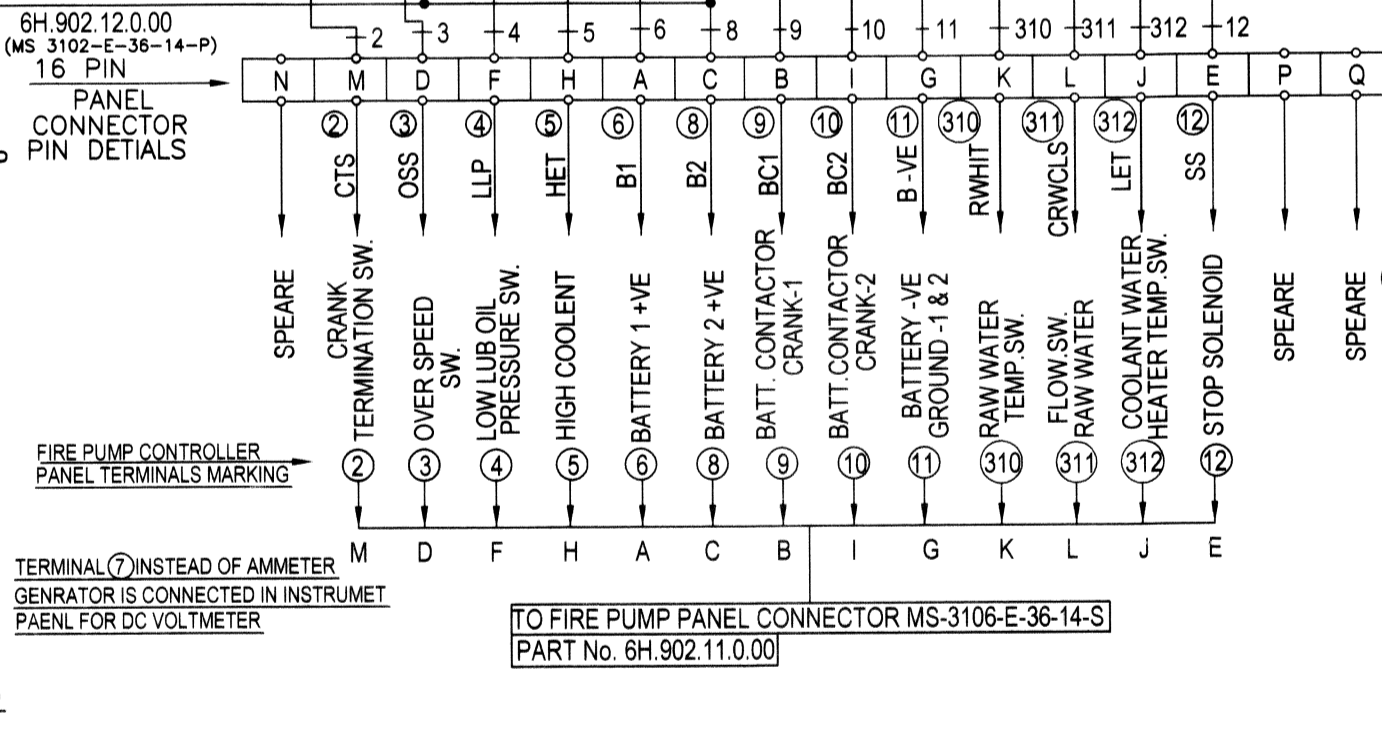 6H.902.12.0.00
(MS 3102-E-36-14-P)
16 PIN
PANEL
CONNECTOR
PIN DETIALS
2 3 4 5 6 8 9 10 11 310 311 312 12
N M D F H A C B I G K L J E P Q
2 3 4 5 6 8 9 10 11 310 311 312 12
CTS
OSS
LLP
HET
B1
B2
BC1
BC2
B -VE
RWHIT
CRWCLS
LET
SS
SPEARE
CRANK
TERMINATION SW.
OVER SPEED
SW.
LOW LUB OIL
PRESSURE SW.
HIGH COOLENT
BATTERY 1 +VE
BATTERY 2 +VE
BATT. CONTACTOR
CRANK-1
BATT.CONTACTOR
CRANK-2
BATTERY -VE
GROUND -1 & 2
RAW WATER
TEMP.SW.
FLOW.SW.
RAW WATER
COOLANT WATER
HEATER TEMP.SW.
STOP SOLENOID
SPEARE
SPEARE
FIRE PUMP CONTROLLER
PANEL TERMINALS MARKING
2 3 4 5 6 8 9 10 11 310 311 312 12
M D F H A C B I G K L J E
TERMINAL 7 INSTEAD OF AMMETER
GENRATOR IS CONNECTED IN INSTRUMET
PAENL FOR DC VOLTMETER
TO FIRE PUMP PANEL CONNECTOR MS-3106-E-36-14-S
PART No. 6H.902.11.0.00